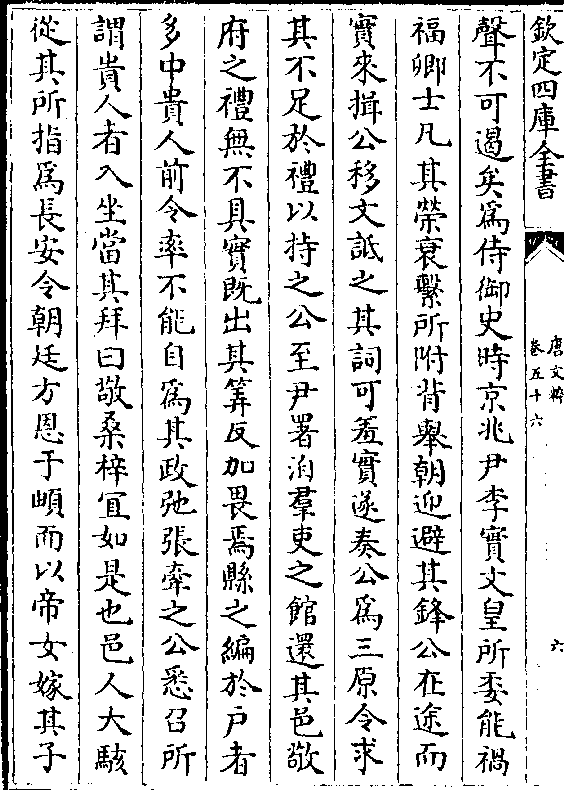 欽定四庫全書
唐文粹
卷五十六
六
聲不可遏矣為侍御史時京兆尹李實文皇所委能禍
福卿士凡其榮衰繫所附背舉朝迎避其鋒公在途而
實來揖公移文詆之其詞可羞實遂奏公為三原令求
其不足於禮以持之公至尹署洎羣吏之館還其邑敬
府之禮無不具實既出其筭反加畏焉縣之編於户者
多中貴人前令率不能自為其政弛張牽之公悉召所
謂貴人者入坐當其拜曰敬桑梓宜如是也邑人大駭
從其所指為長安令朝廷方恩于頔而以帝女嫁其子